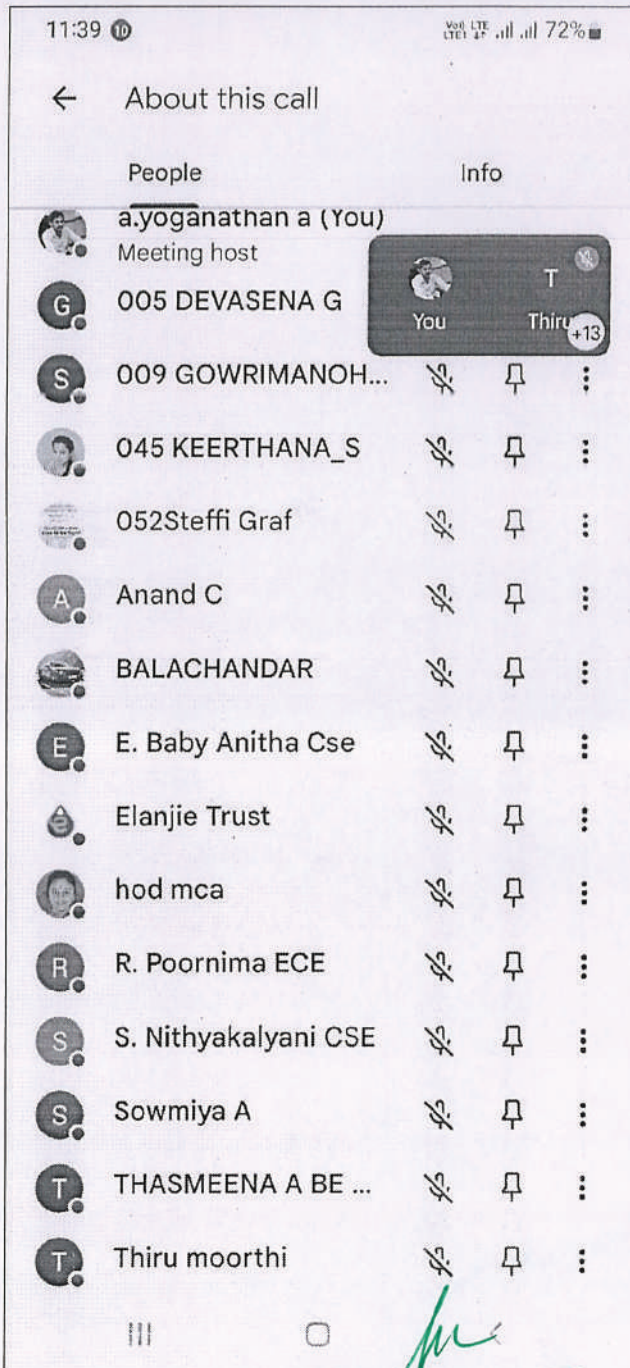 11:39
72%
About this call
People Info
a.yoganathan a (You)
Meeting host
005 DEVASENA G
You
T
Thiru
+13
009 GOWRIMANOH...
045 KEERTHANA_S
052Steffi Graf
A
Anand C
BALACHANDAR
E
E. Baby Anitha Cse
Elanjie Trust
hod mca
R
R. Poornima ECE
S
S. Nithyakalyani CSE
S
Sowmiya A
T
THASMEENA A BE ...
T
Thiru moorthi